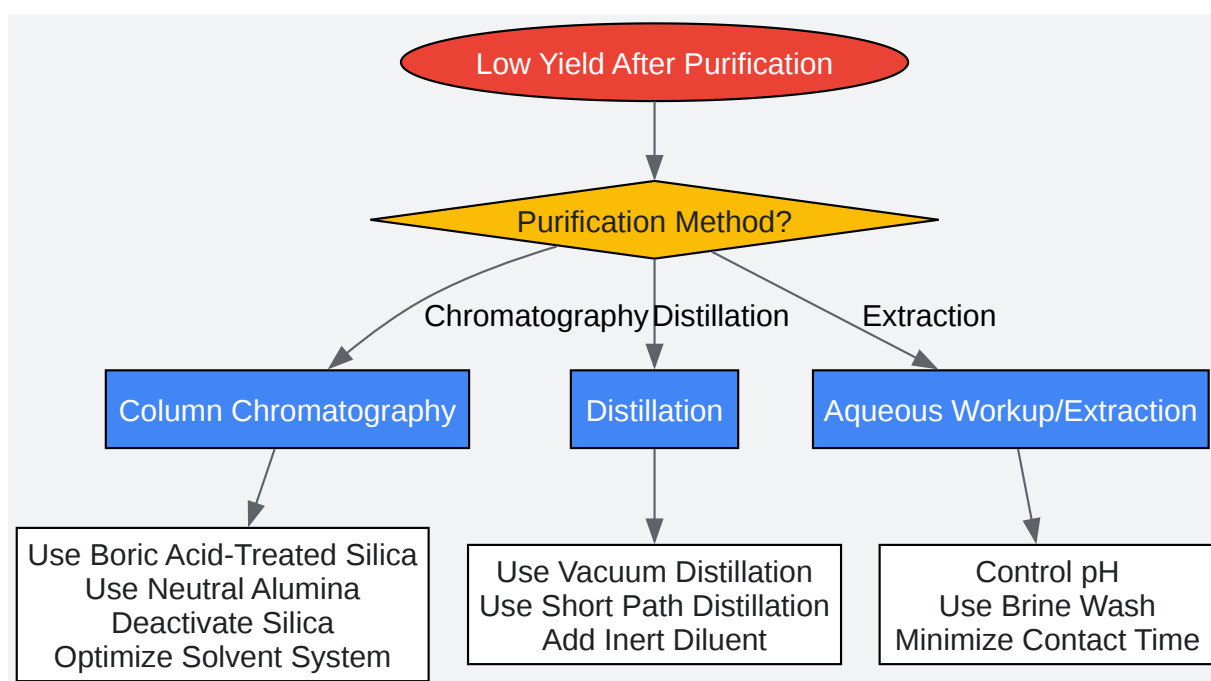 Low Yield After Purification
Purification Method?
Chromatography
Distillation
Extraction
Column Chromatography
Distillation
Aqueous Workup/Extraction
Use Boric Acid-Treated Silica
Use Neutral Alumina
Deactivate Silica
Optimize Solvent System
Use Vacuum Distillation
Use Short Path Distillation
Add Inert Diluent
Control pH
Use Brine Wash
Minimize Contact Time